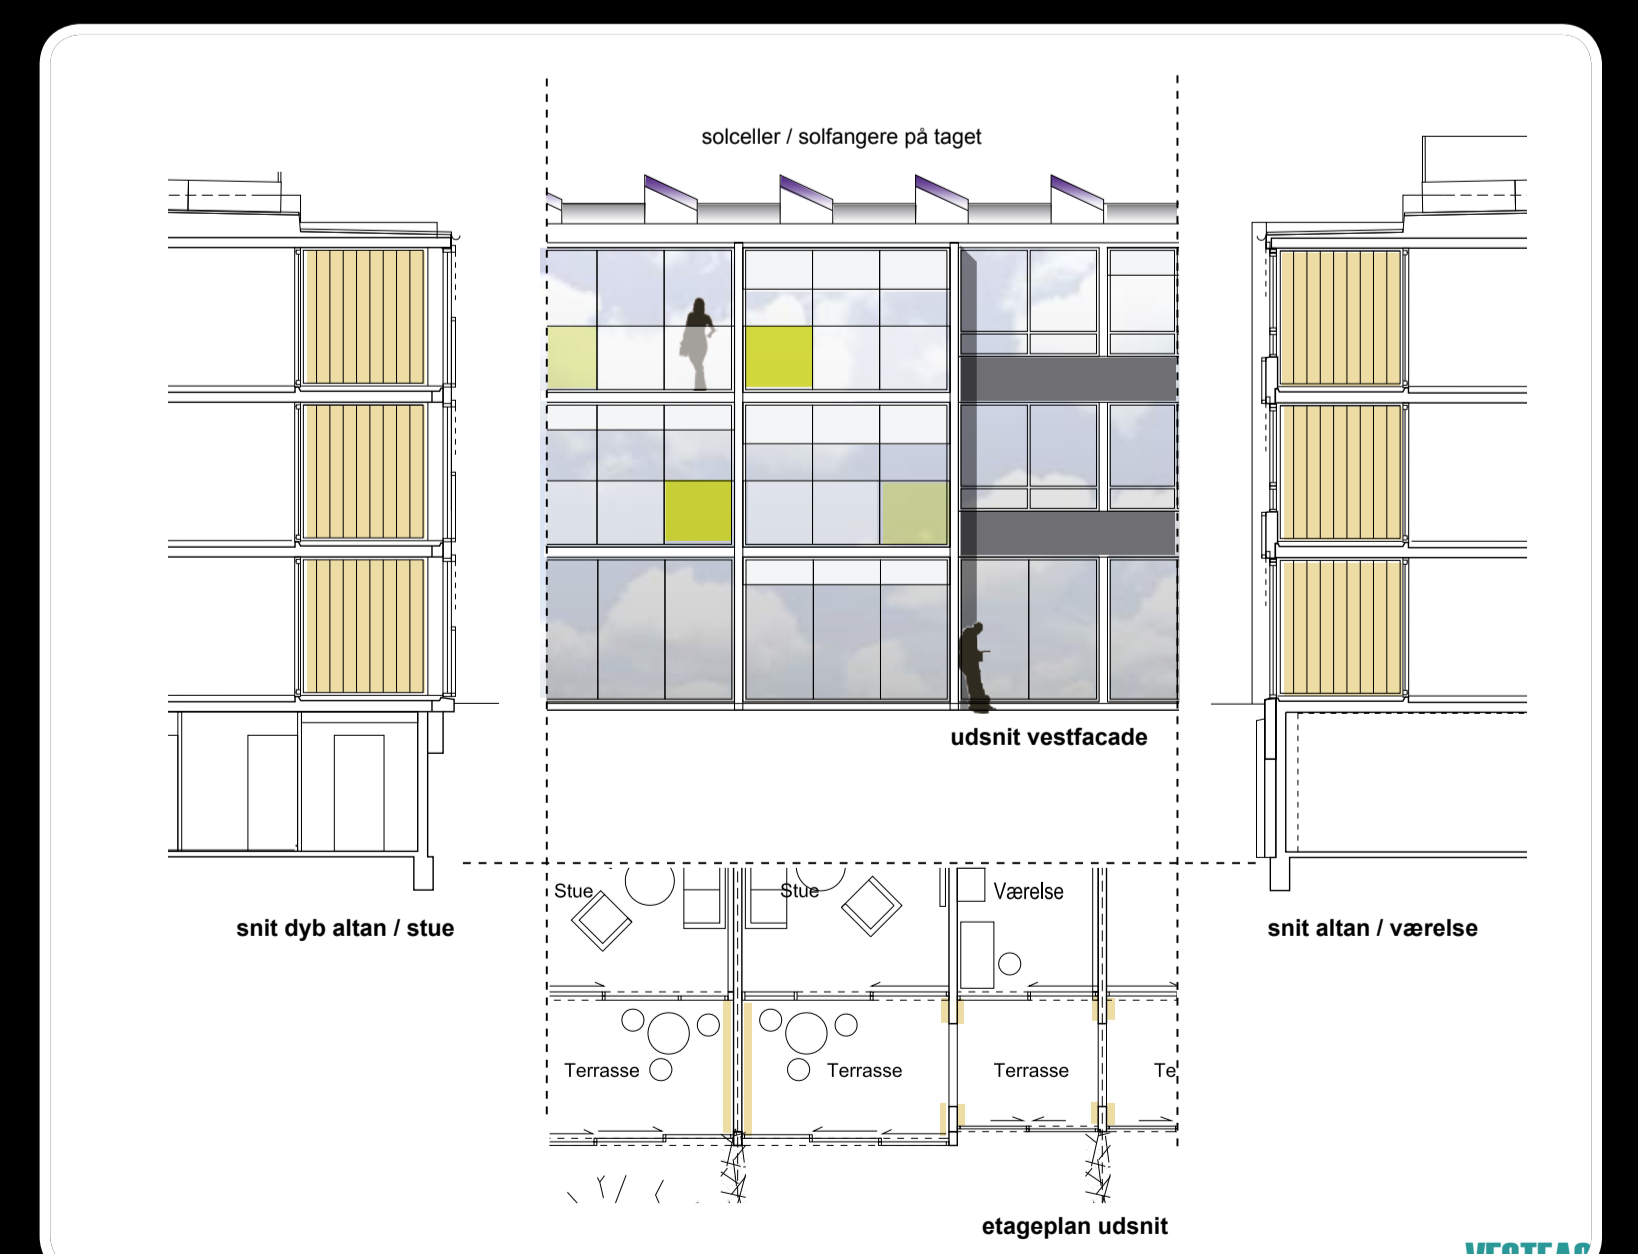 solceller / solfangere på taget
udsnit vestfacade
snit dyb altan / stue
snit altan / værelse
Stue
Stue
Værelse
Terrasse
Terrasse
Terrasse
Te
etageplan udsnit